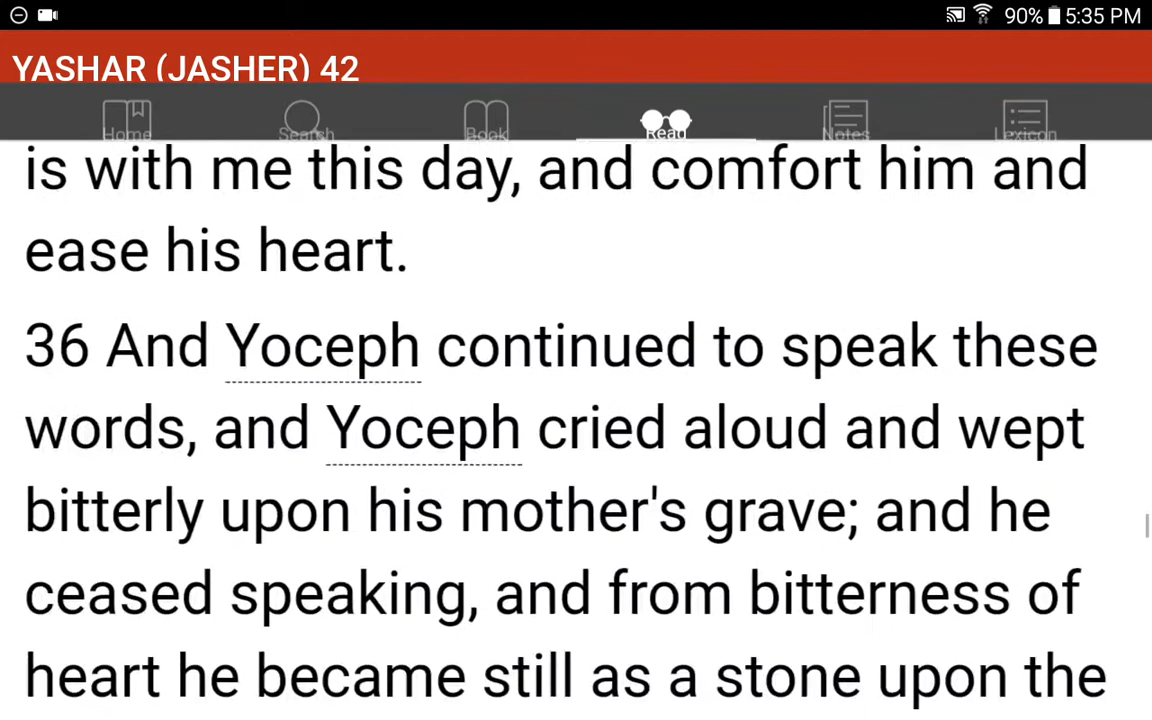 90% 5:35 PM
YASHAR (JASHER) 42
Home Search Book Read Notes Lexicon
is with me this day, and comfort him and
ease his heart.
36 And Yoceph continued to speak these
words, and Yoceph cried aloud and wept
bitterly upon his mother's grave; and he
ceased speaking, and from bitterness of
heart he became still as a stone upon the